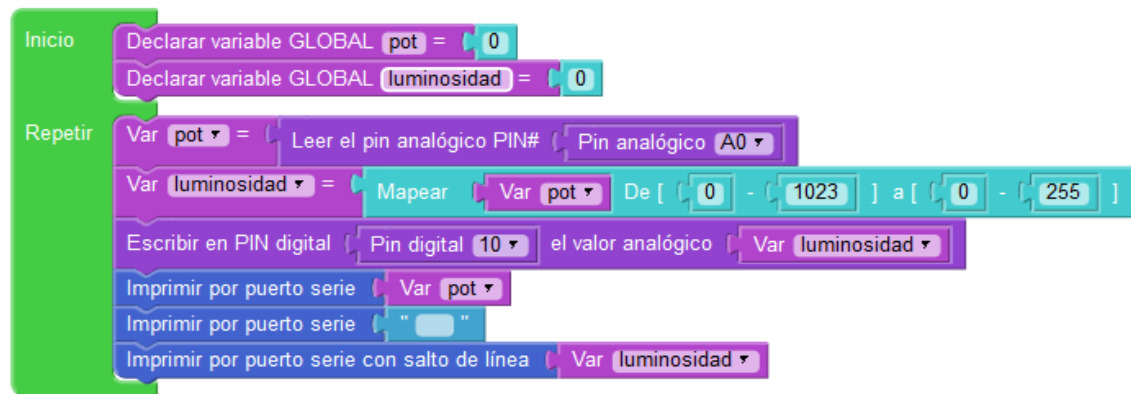 Inicio Declarar variable GLOBAL pot = 0
Declarar variable GLOBAL luminosidad = 0
Repetir Var pot = Leer el pin analógico PIN# Pin analógico A0
Var luminosidad = Mapear Var pot De [ 0 - 1023 ] a [ 0 - 255 ]
Escribir en PIN digital Pin digital 10 el valor analógico Var luminosidad
Imprimir por puerto serie Var pot
Imprimir por puerto serie " "
Imprimir por puerto serie con salto de línea Var luminosidad